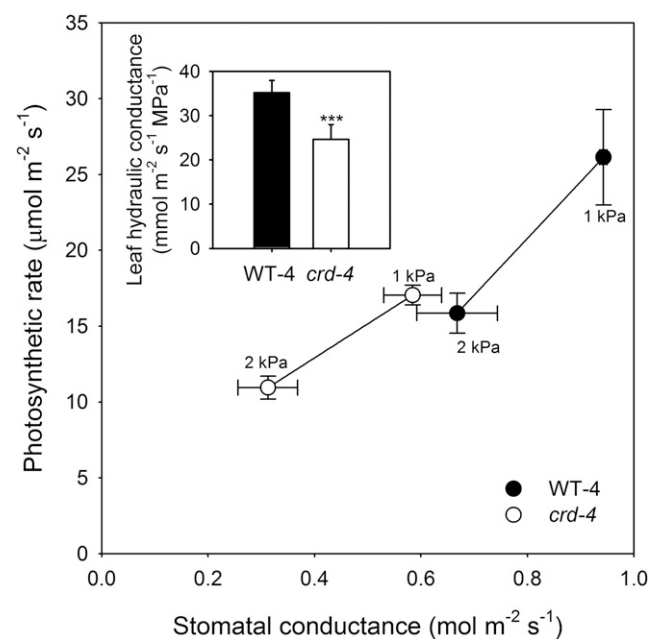 35
30
25
20
15
10
5
0
Photosynthetic rate (μmol m⁻² s⁻¹)
Leaf hydraulic conductance
(mmol m⁻² s⁻¹ MPa⁻¹)
40
30
20
10
0
***
WT-4 crd-4
1 kPa
1 kPa
2 kPa
2 kPa
WT-4
crd-4
0.0 0.2 0.4 0.6 0.8 1.0
Stomatal conductance (mol m⁻² s⁻¹)